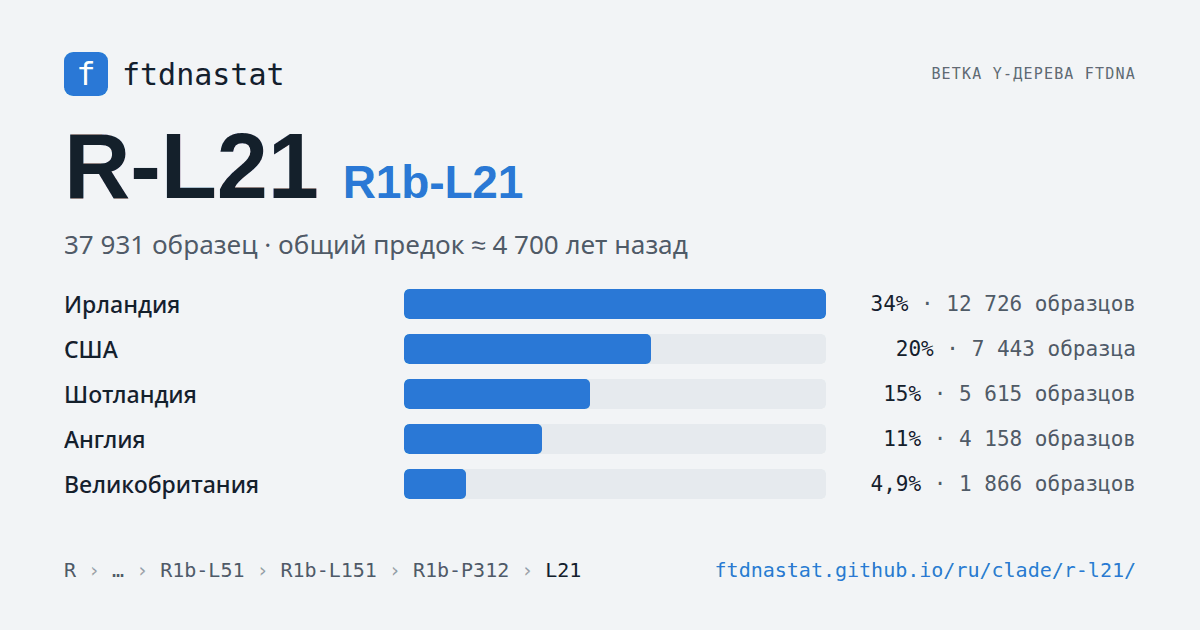 f ftdnastat
ВЕТКА Y-ДЕРЕВА FTDNA
R-L21 R1b-L21
37 931 образец · общий предок ≈ 4 700 лет назад
Ирландия 34% · 12 726 образцов
США 20% · 7 443 образца
Шотландия 15% · 5 615 образцов
Англия 11% · 4 158 образцов
Великобритания 4,9% · 1 866 образцов
R › … › R1b-L51 › R1b-L151 › R1b-P312 › L21
ftdnastat.github.io/ru/clade/r-l21/